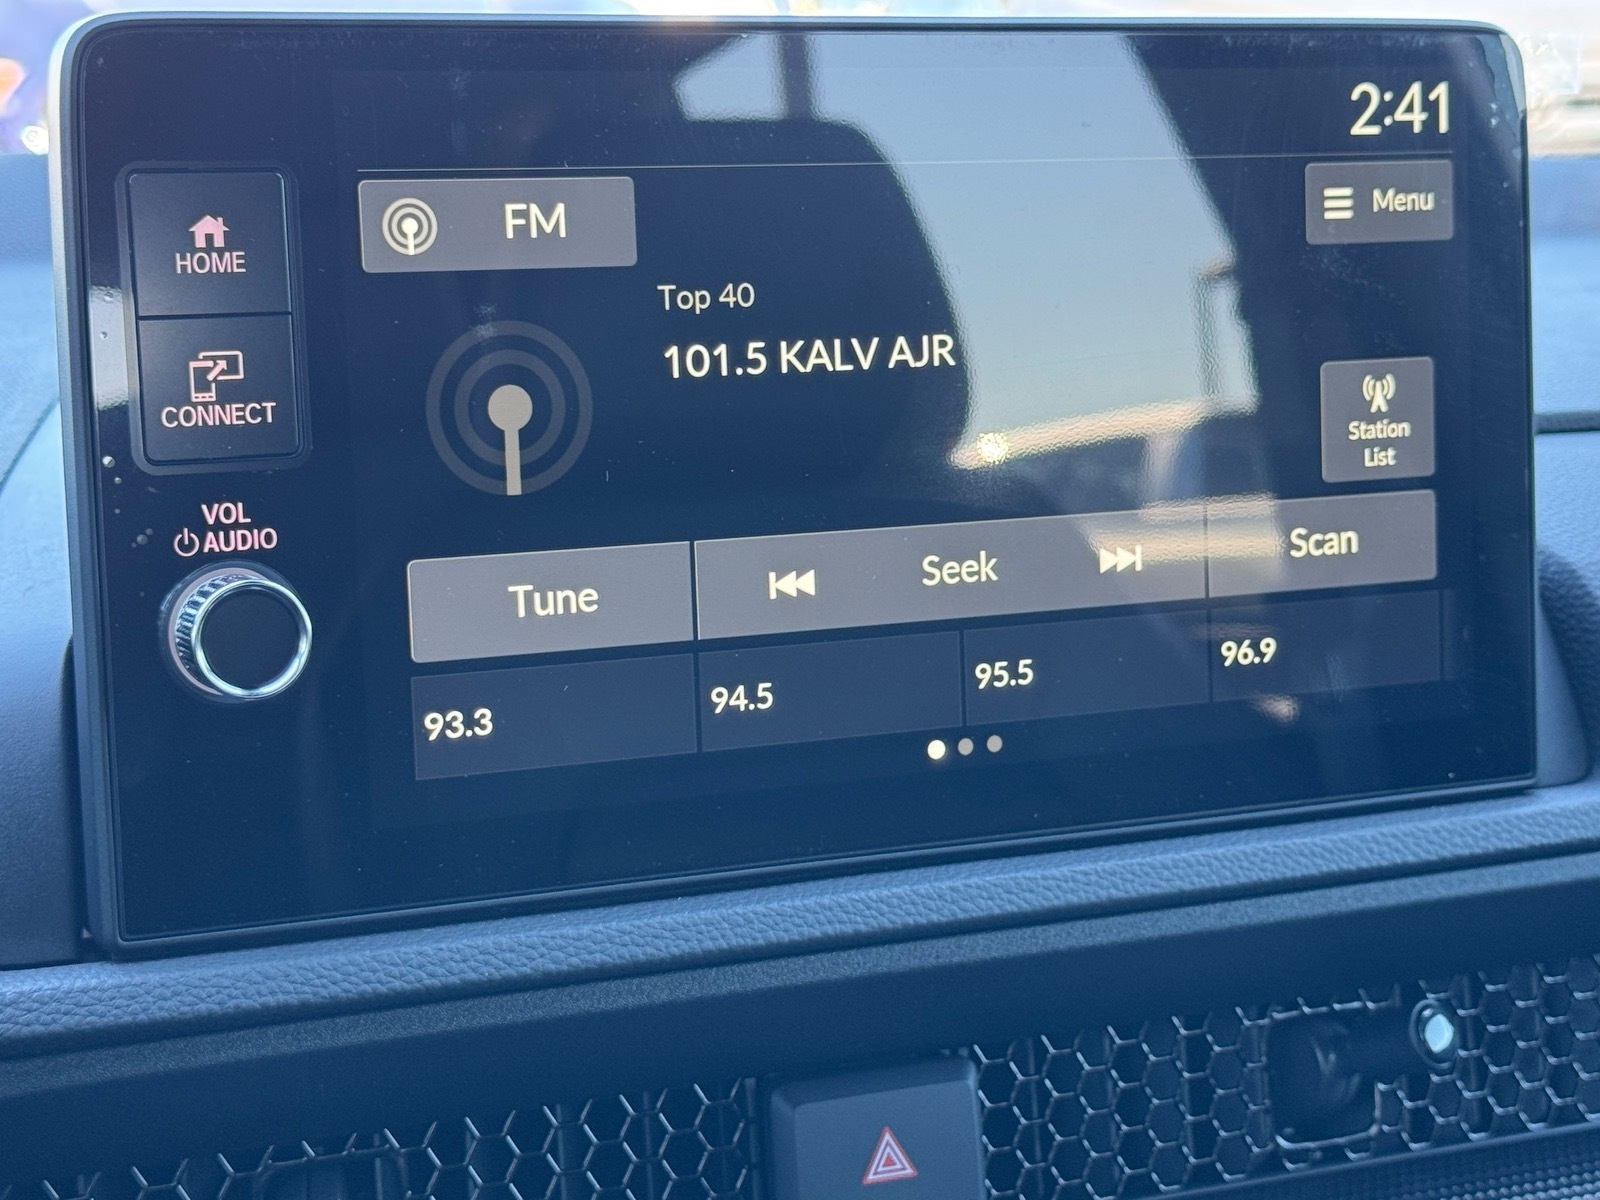 2:41
HOME
FM
Menu
Top 40
101.5 KALV AJR
CONNECT
Station
List
VOL
AUDIO
Tune
Seek
Scan
93.3
94.5
95.5
96.9